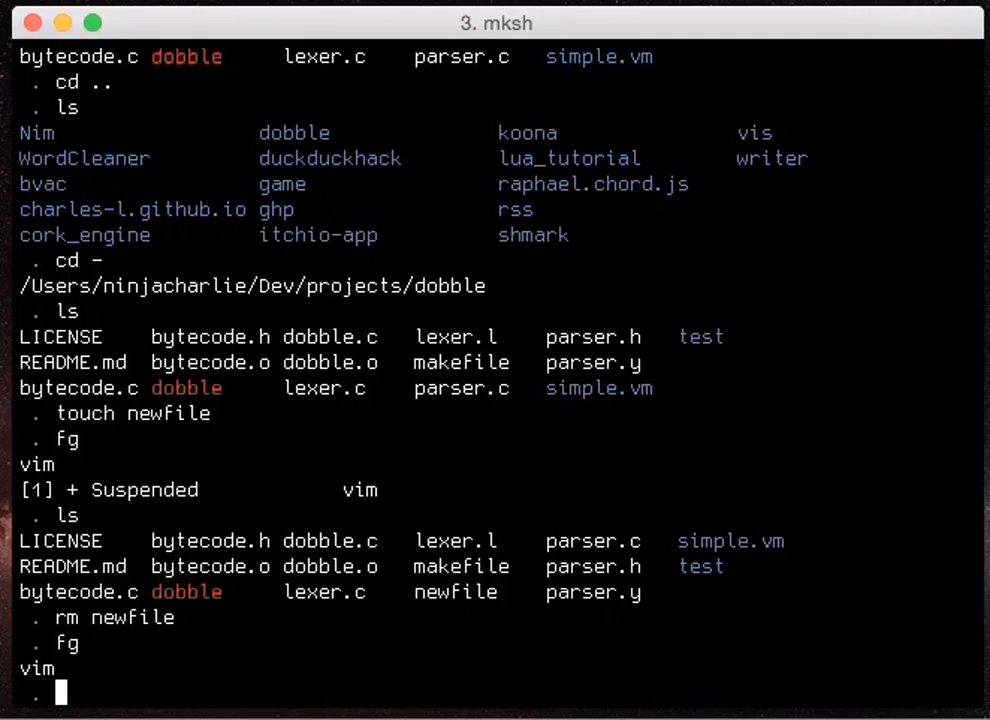 3. mksh
bytecode.c dobble lexer.c parser.c simple.vm
. cd ..
. ls
Nim dobble koona vis
WordCleaner duckduckhack lua_tutorial writer
bvac game raphael.chord.js
charles-l.github.io ghp rss
cork_engine itchio-app shmark
. cd -
/Users/ninjacharlie/Dev/projects/dobble
. ls
LICENSE bytecode.h dobble.c lexer.l parser.h test
README.md bytecode.o dobble.o makefile parser.y
bytecode.c dobble lexer.c parser.c simple.vm
. touch newfile
. fg
vim
[1] + Suspended vim
. ls
LICENSE bytecode.h dobble.c lexer.l parser.c simple.vm
README.md bytecode.o dobble.o makefile parser.h test
bytecode.c dobble lexer.c newfile parser.y
. rm newfile
. fg
vim
.